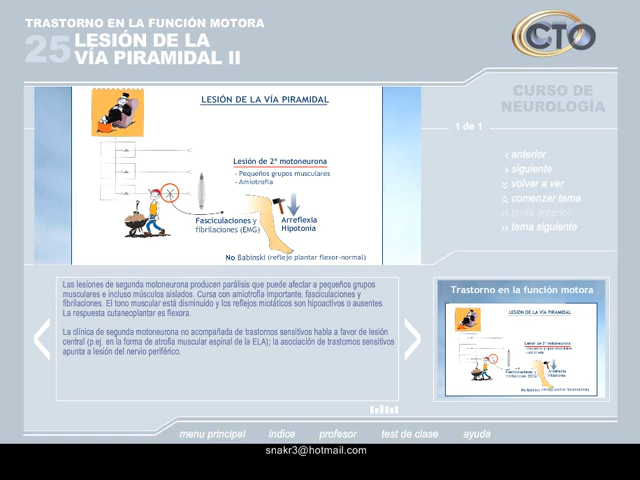 TRASTORNO EN LA FUNCIÓN MOTORA
25 LESIÓN DE LA
VÍA PIRAMIDAL II
CTO
CURSO DE
NEUROLOGÍA
1 de 1
anterior
siguiente
volver a ver
comenzar tema
tema anterior
tema siguiente
LESIÓN DE LA VÍA PIRAMIDAL
Lesión de 2ª motoneurona
- Pequeños grupos musculares
- Amiotrofia
Fasciculaciones y
fibrilaciones (EMG)
Arreflexia
Hipotonia
No Babinski (reflejo plantar flexor-normal)
Las lesiones de segunda motoneurona producen parálisis que puede afectar a pequeños grupos
musculares e incluso músculos aislados. Cursa con amiotrofia importante, fasciculaciones y
fibrilaciones. El tono muscular está disminuido y los reflejos miotáticos son hipoactivos o ausentes.
La respuesta cutaneoplantar es flexora.
La clínica de segunda motoneurona no acompañada de trastornos sensitivos habla a favor de lesión
central (p.ej. en la forma de atrofia muscular espinal de la ELA); la asociación de trastornos sensitivos
apunta a lesión del nervio periférico.
Trastorno en la función motora
LESIÓN DE LA VÍA PIRAMIDAL
Lesión de 2ª motoneurona
Arreflexia
Hipotonia
menu principal
índice
profesor
test de clase
ayuda
snakr3@hotmail.com